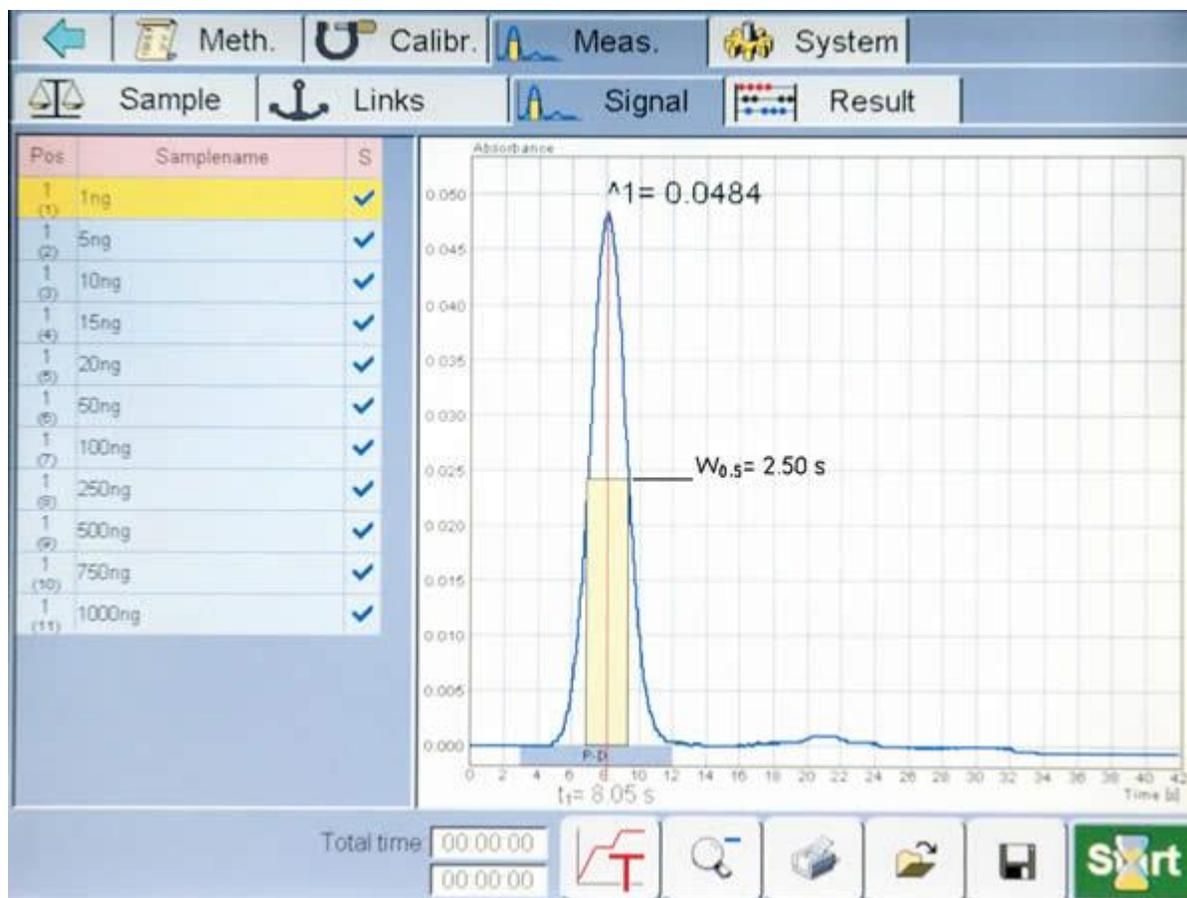 Meth.
Calibr.
Meas.
System
Sample
Links
Signal
Result
Pos Samplename S
1
(1)
1ng
1
(2)
5ng
1
(3)
10ng
1
(4)
15ng
1
(5)
20ng
1
(6)
50ng
1
(7)
100ng
1
(8)
250ng
1
(9)
500ng
1
(10)
750ng
1
(11)
1000ng
Absorbance
^1= 0.0484
0.050
0.045
0.040
0.035
0.030
0.025
0.020
0.015
0.010
0.005
0.000
W0.5= 2.50 s
P-D
0 2 4 6 8 10 12 14 16 18 20 22 24 26 28 30 32 34 36 38 40 42
t1= 8.05 s
Time [s]
Total time 00:00:00
00:00:00
T
Start